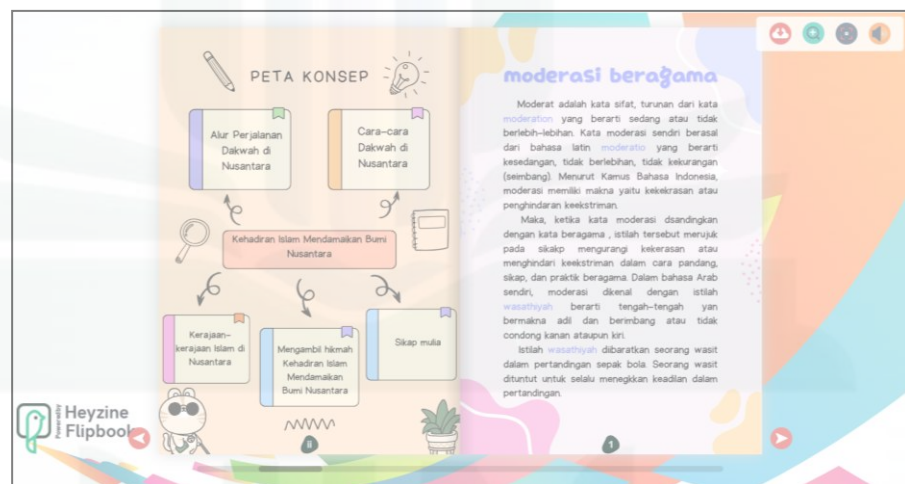 PETA KONSEP
Alur Perjalanan
Dakwah di
Nusantara
Cara-cara
Dakwah di
Nusantara
Kehadiran Islam Mendamaikan Bumi
Nusantara
Kerajaan-
kerajaan Islam di
Nusantara
Mengambil hikmah
Kehadiran Islam
Mendamaikan
Bumi Nusantara
Sikap mulia
ii
moderasi beragama
Moderat adalah kata sifat, turunan dari kata
moderation yang berarti sedang atau tidak
berlebih-lebihan. Kata moderasi sendiri berasal
dari bahasa latin moderatio yang berarti
kesedangan, tidak berlebihan, tidak kekurangan
(seimbang). Menurut Kamus Bahasa Indonesia,
moderasi memiliki makna yaitu kekekrasan atau
penghindaran keekstriman.
Maka, ketika kata moderasi dsandingkan
dengan kata beragama , istilah tersebut merujuk
pada sikakp mengurangi kekerasan atau
menghindari keekstriman dalam cara pandang,
sikap, dan praktik beragama. Dalam bahasa Arab
sendiri, moderasi dikenal dengan istilah
wasathiyah berarti tengah-tengah yan
bermakna adil dan berimbang atau tidak
condong kanan ataupun kiri.
Istilah wasathiyah diibaratkan seorang wasit
dalam pertandingan sepak bola. Seorang wasit
dituntut untuk selalu menegkkan keadilan dalam
pertandingan.
1
Powered by
Heyzine
Flipbook